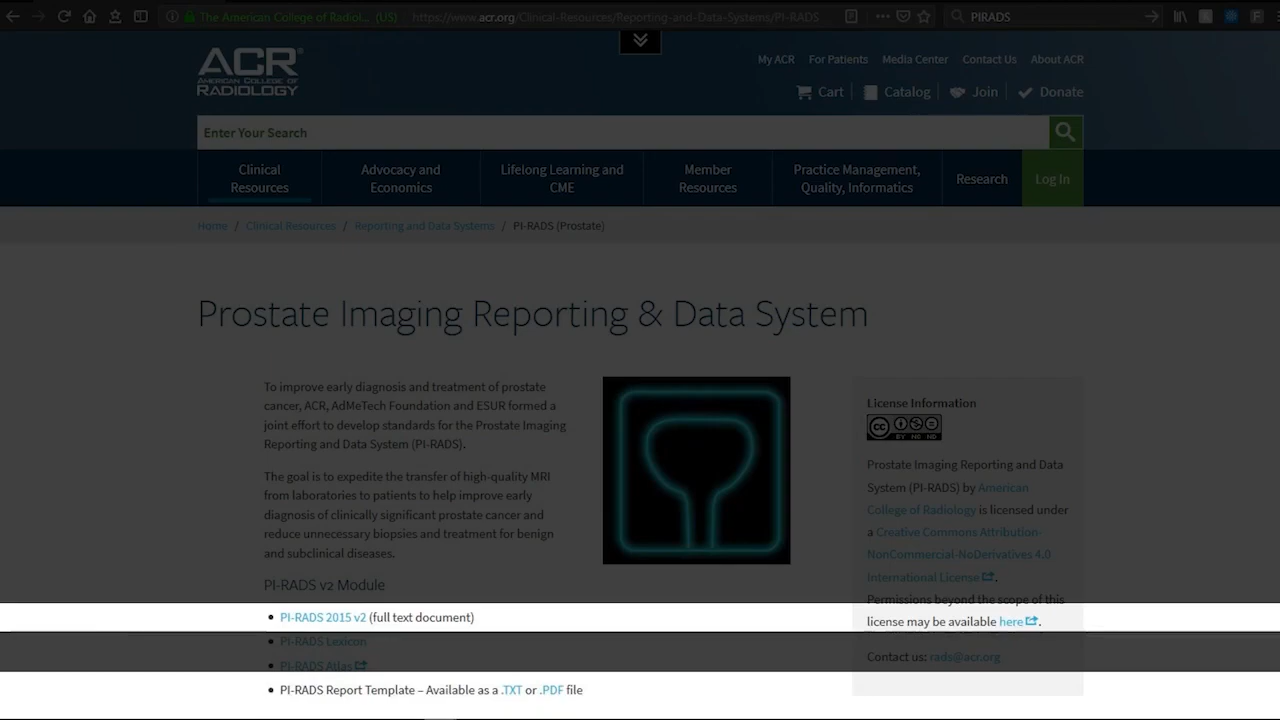 The American College of Radiol... (US)
https://www.acr.org/Clinical-Resources/Reporting-and-Data-Systems/PI-RADS
PIRADS
ACR
AMERICAN COLLEGE OF
RADIOLOGY
My ACR For Patients Media Center Contact Us About ACR
Cart Catalog Join Donate
Enter Your Search
Clinical Resources
Advocacy and Economics
Lifelong Learning and CME
Member Resources
Practice Management, Quality, Informatics
Research
Log In
Home / Clinical Resources / Reporting and Data Systems / PI-RADS (Prostate)
Prostate Imaging Reporting & Data System
To improve early diagnosis and treatment of prostate
cancer, ACR, AdMeTech Foundation and ESUR formed a
joint effort to develop standards for the Prostate Imaging
Reporting and Data System (PI-RADS).
The goal is to expedite the transfer of high-quality MRI
from laboratories to patients to help improve early
diagnosis of clinically significant prostate cancer and
reduce unnecessary biopsies and treatment for benign
and subclinical diseases.
PI-RADS v2 Module
• PI-RADS 2015 v2 (full text document)
• PI-RADS Lexicon
• PI-RADS Atlas
• PI-RADS Report Template – Available as a .TXT or .PDF file
License Information
CC BY NC ND
Prostate Imaging Reporting and Data
System (PI-RADS) by American
College of Radiology is licensed under
a Creative Commons Attribution-
NonCommercial-NoDerivatives 4.0
International License.
Permissions beyond the scope of this
license may be available here.
Contact us: rads@acr.org